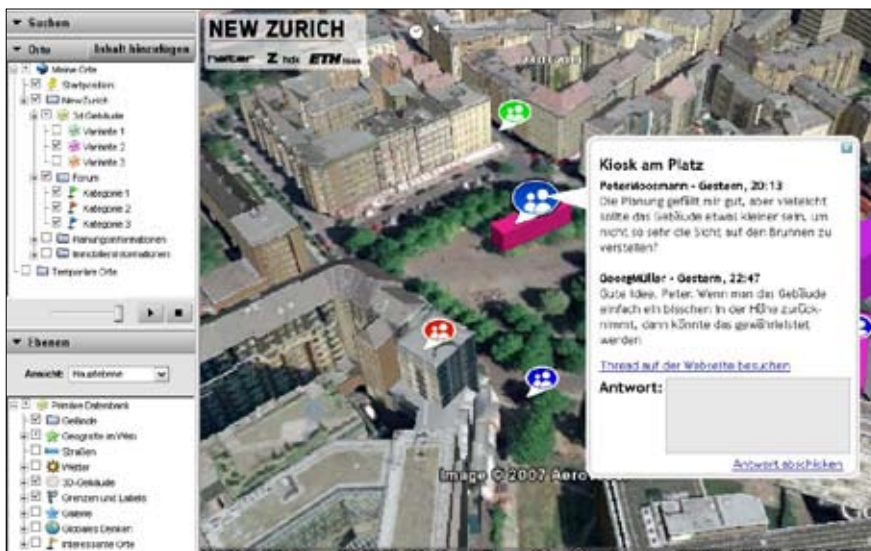 Suchen
Orte Inhalt hinzufügen
Meine Orte
Startposition
New Zurich
3d Gebäude
Variante 1
Variante 2
Variante 3
Forum
Kategorie 1
Kategorie 2
Kategorie 3
Planungsinformationen
Immobilieninformationen
Temporäre Orte
Ebenen
Ansicht: Hauptebene
Primäre Datenbank
Gelände
Geografie im Web
Straßen
Wetter
3D-Gebäude
Grenzen und Labels
Galerie
Globales Denken
Interessante Orte
NEW ZURICH
halter Z hdk ETH
Kiosk am Platz
PeterMoosmann - Gestern, 20:13
Die Planung gefällt mir gut, aber vielleicht
sollte das Gebäude etwas kleiner sein, um
nicht so sehr die Sicht auf den Brunnen zu
verstellen?
GeorgMüller - Gestern, 22:47
Gute Idee, Peter. Wenn man das Gebäude
einfach ein bisschen in der Höhe zurück-
nimmt, dann könnte das gewährleistet
werden
Thread auf der Webseite besuchen
Antwort:
Antwort abschicken
Image © 2007 Aero